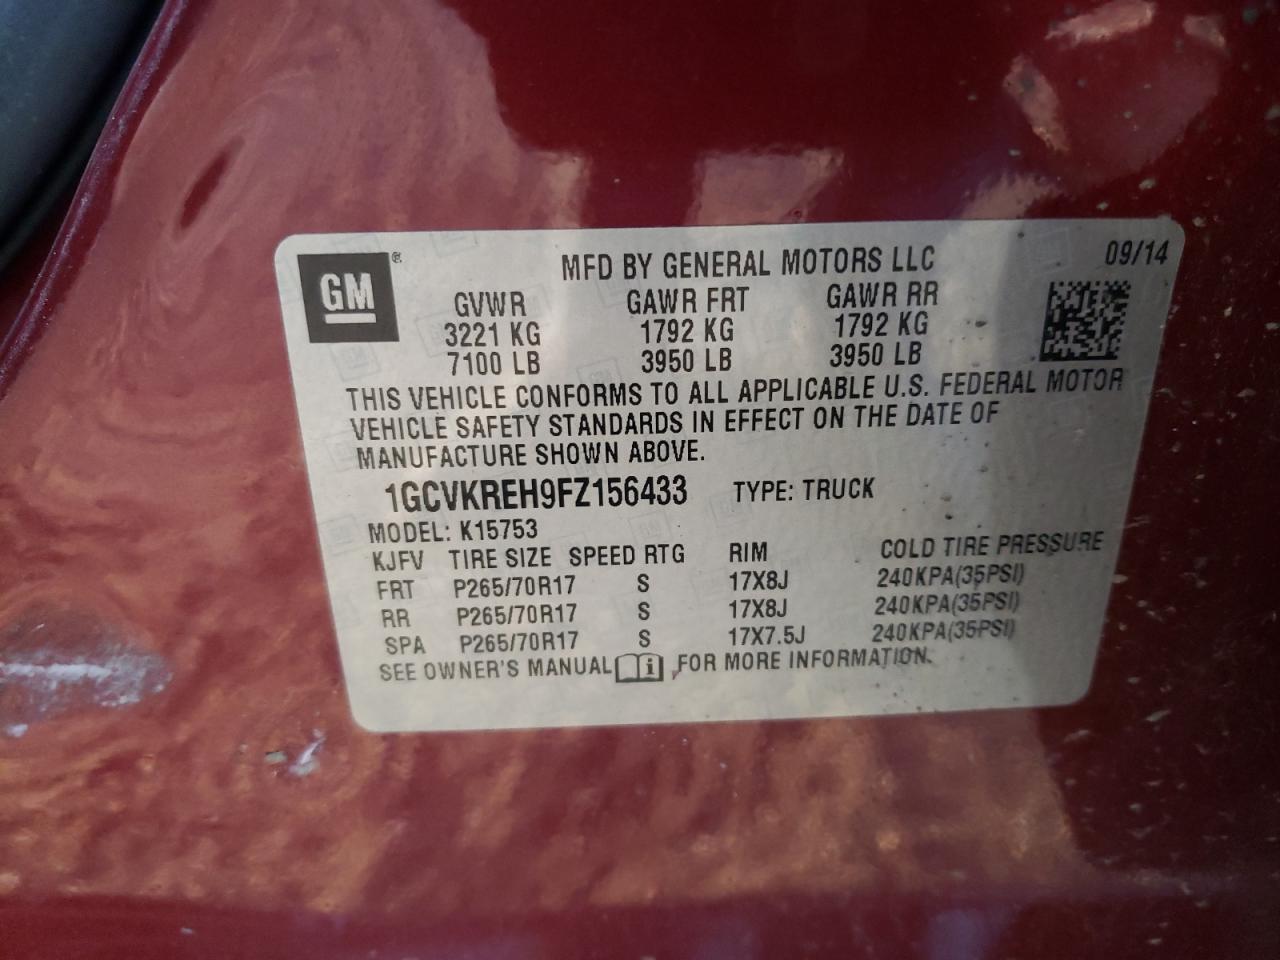 GM ®
MFD BY GENERAL MOTORS LLC 09/14
GVWR GAWR FRT GAWR RR
3221 KG 1792 KG 1792 KG
7100 LB 3950 LB 3950 LB
THIS VEHICLE CONFORMS TO ALL APPLICABLE U.S. FEDERAL MOTOR
VEHICLE SAFETY STANDARDS IN EFFECT ON THE DATE OF
MANUFACTURE SHOWN ABOVE.
1GCVKREH9FZ156433 TYPE: TRUCK
MODEL: K15753
KJFV TIRE SIZE SPEED RTG RIM COLD TIRE PRESSURE
FRT P265/70R17 S 17X8J 240KPA(35PSI)
RR P265/70R17 S 17X8J 240KPA(35PSI)
SPA P265/70R17 S 17X7.5J 240KPA(35PSI)
SEE OWNER'S MANUAL i FOR MORE INFORMATION.